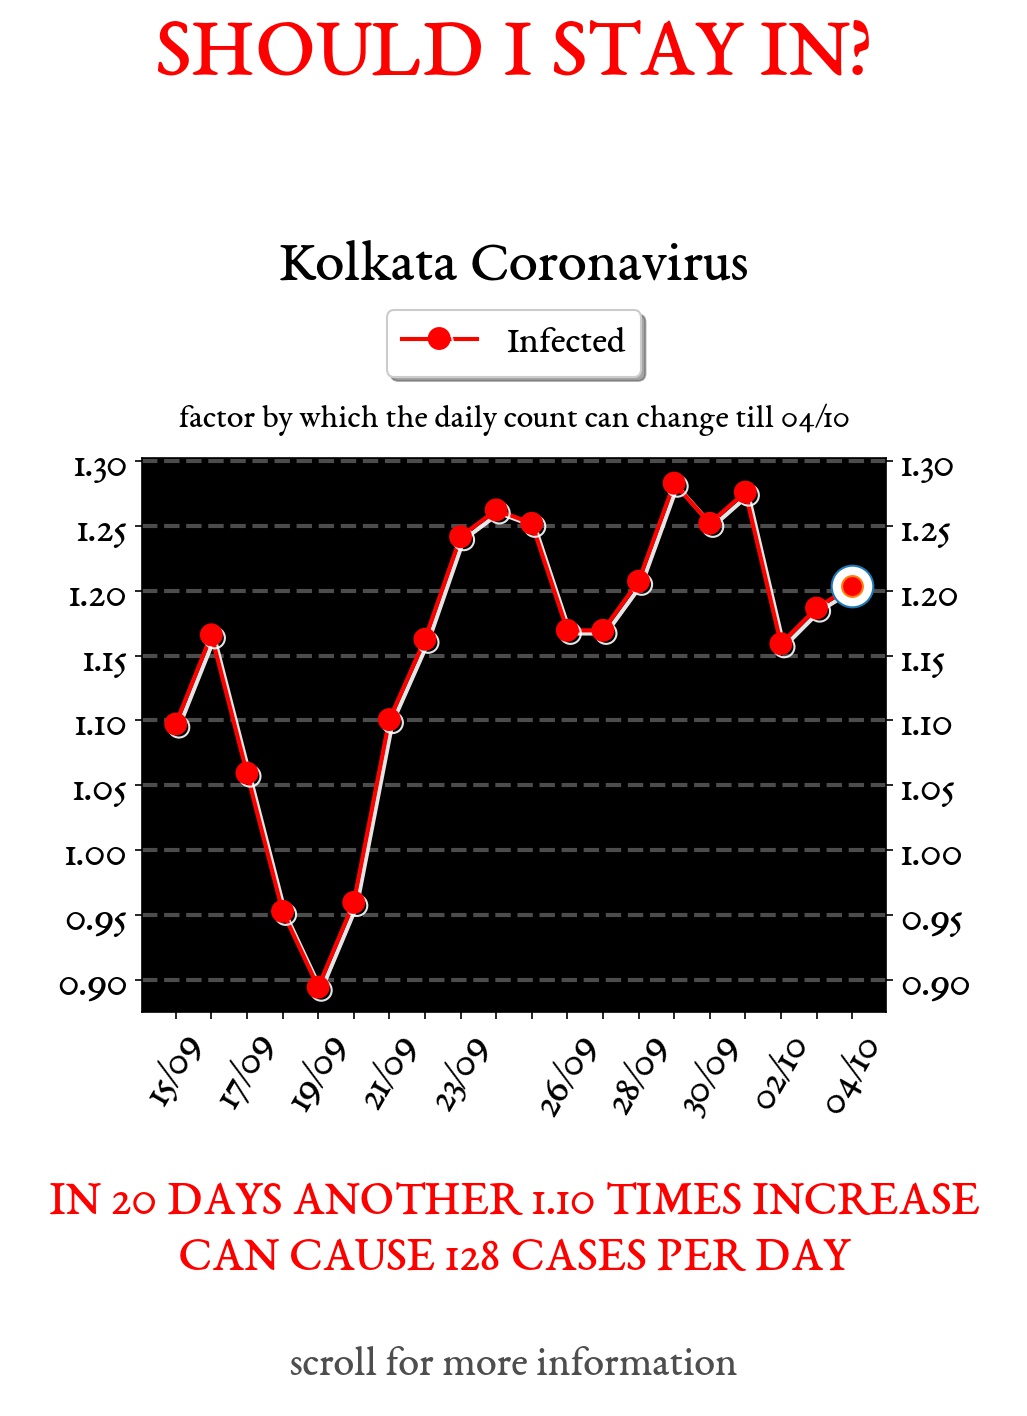 SHOULD I STAY IN?
Kolkata Coronavirus
Infected
factor by which the daily count can change till 04/10
1.30 1.30
1.25 1.25
1.20 1.20
1.15 1.15
1.10 1.10
1.05 1.05
1.00 1.00
0.95 0.95
0.90 0.90
15/09 17/09 19/09 21/09 23/09 26/09 28/09 30/09 02/10 04/10
IN 20 DAYS ANOTHER 1.10 TIMES INCREASE
CAN CAUSE 128 CASES PER DAY
scroll for more information